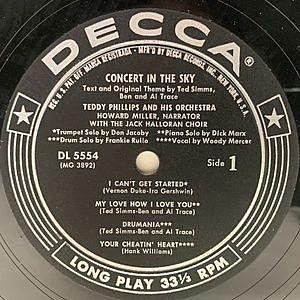 DECCA
REG. U.S. PAT. OFF. MARCA REGISTRADA • MF'D BY DECCA RECORDS, INC., NEW YORK, U.S.A.
CONCERT IN THE SKY
Text and Original Theme by Ted Simms,
Ben and Al Trace
TEDDY PHILLIPS AND HIS ORCHESTRA
HOWARD MILLER, NARRATOR
WITH THE JACK HALLORAN CHOIR
*Trumpet Solo by Don Jacoby **Piano Solo by Dick Marx
***Drum Solo by Frankie Rullo ****Vocal by Woody Mercer
DL 5554
(MG 3892)
Side 1
I CAN'T GET STARTED*
(Vernon Duke-Ira Gershwin)
MY LOVE HOW I LOVE YOU**
(Ted Simms-Ben and Al Trace)
DRUMANIA***
(Ted Simms-Ben and Al Trace)
YOUR CHEATIN' HEART****
(Hank Williams)
LONG PLAY 33⅓ RPM